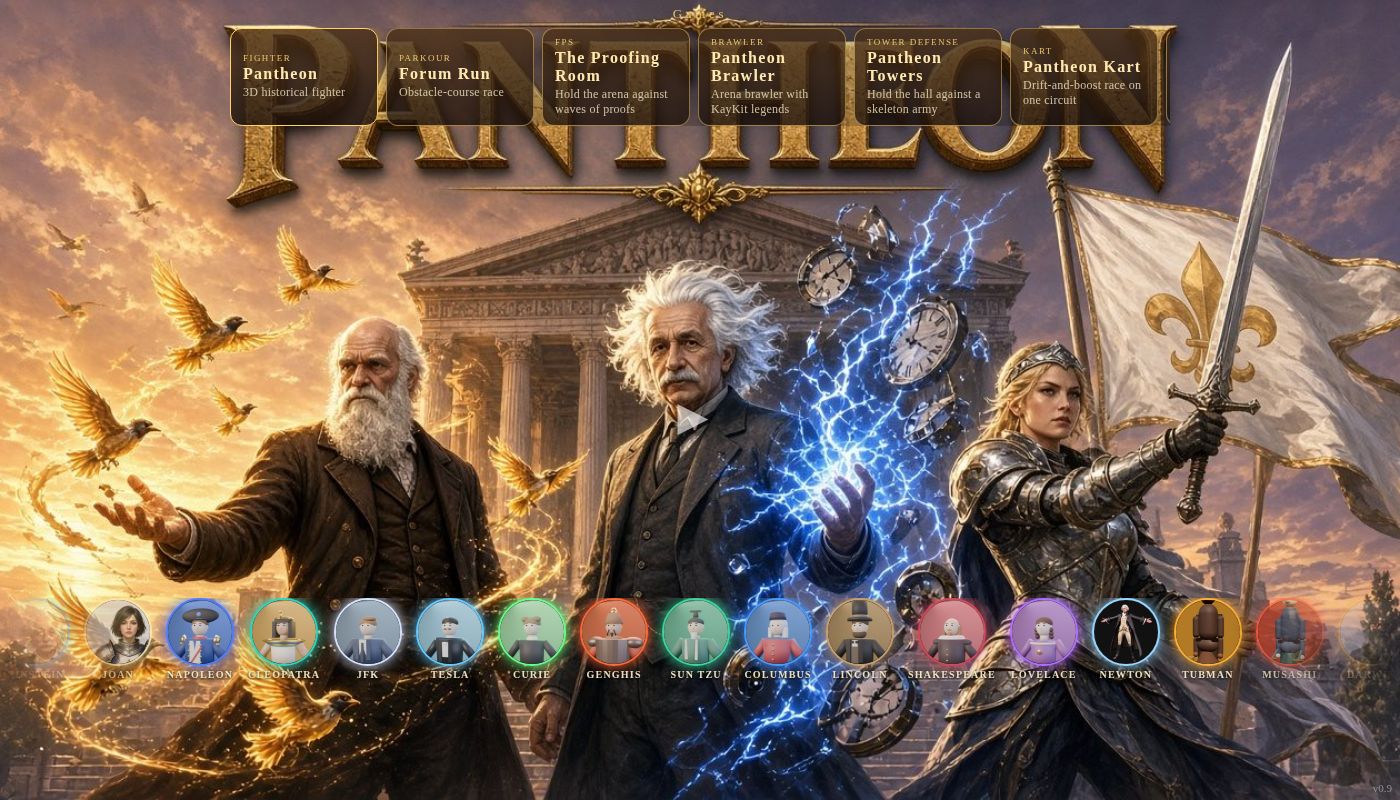 Games
PANTHEON
FIGHTER
Pantheon
3D historical fighter
PARKOUR
Forum Run
Obstacle-course race
FPS
The Proofing
Room
Hold the arena against
waves of proofs
BRAWLER
Pantheon
Brawler
Arena brawler with
KayKit legends
TOWER DEFENSE
Pantheon
Towers
Hold the hall against a
skeleton army
KART
Pantheon Kart
Drift-and-boost race on
one circuit
JOAN
NAPOLEON
CLEOPATRA
JFK
TESLA
CURIE
GENGHIS
SUN TZU
COLUMBUS
LINCOLN
SHAKESPEARE
LOVELACE
NEWTON
TUBMAN
MUSASHI
v0.9